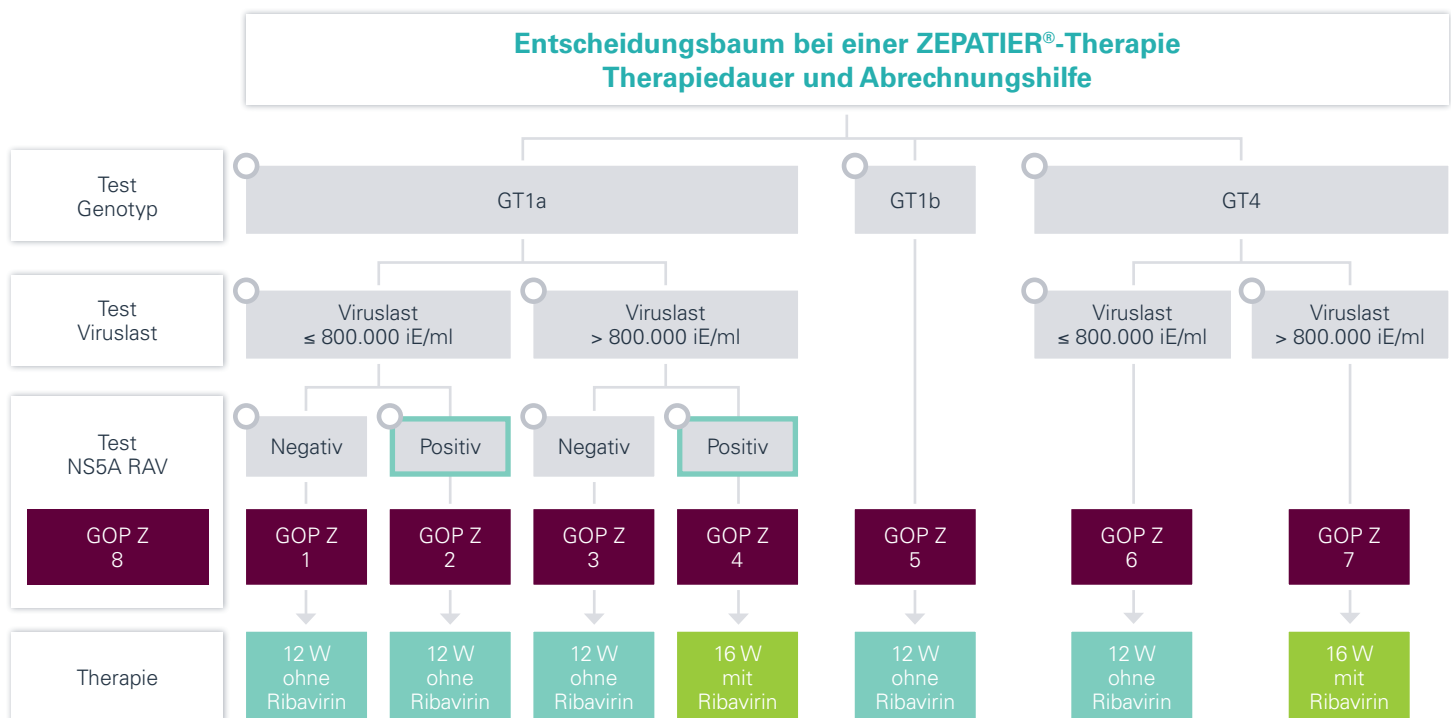 Entscheidungsbaum bei einer ZEPATIER®-Therapie
Therapiedauer und Abrechnungshilfe
Test
Genotyp
GT1a
GT1b
GT4
Test
Viruslast
Viruslast
≤ 800.000 iE/ml
Viruslast
> 800.000 iE/ml
Viruslast
≤ 800.000 iE/ml
Viruslast
> 800.000 iE/ml
Test
NS5A RAV
Negativ
Positiv
Negativ
Positiv
GOP Z
8
GOP Z
1
GOP Z
2
GOP Z
3
GOP Z
4
GOP Z
5
GOP Z
6
GOP Z
7
Therapie
12 W
ohne
Ribavirin
12 W
ohne
Ribavirin
12 W
ohne
Ribavirin
16 W
mit
Ribavirin
12 W
ohne
Ribavirin
12 W
ohne
Ribavirin
16 W
mit
Ribavirin